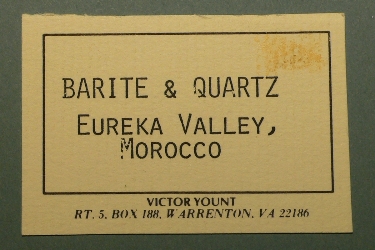 BARITE & QUARTZ
EUREKA VALLEY,
MOROCCO
VICTOR YOUNT
RT. 5, BOX 188, WARRENTON, VA 22186